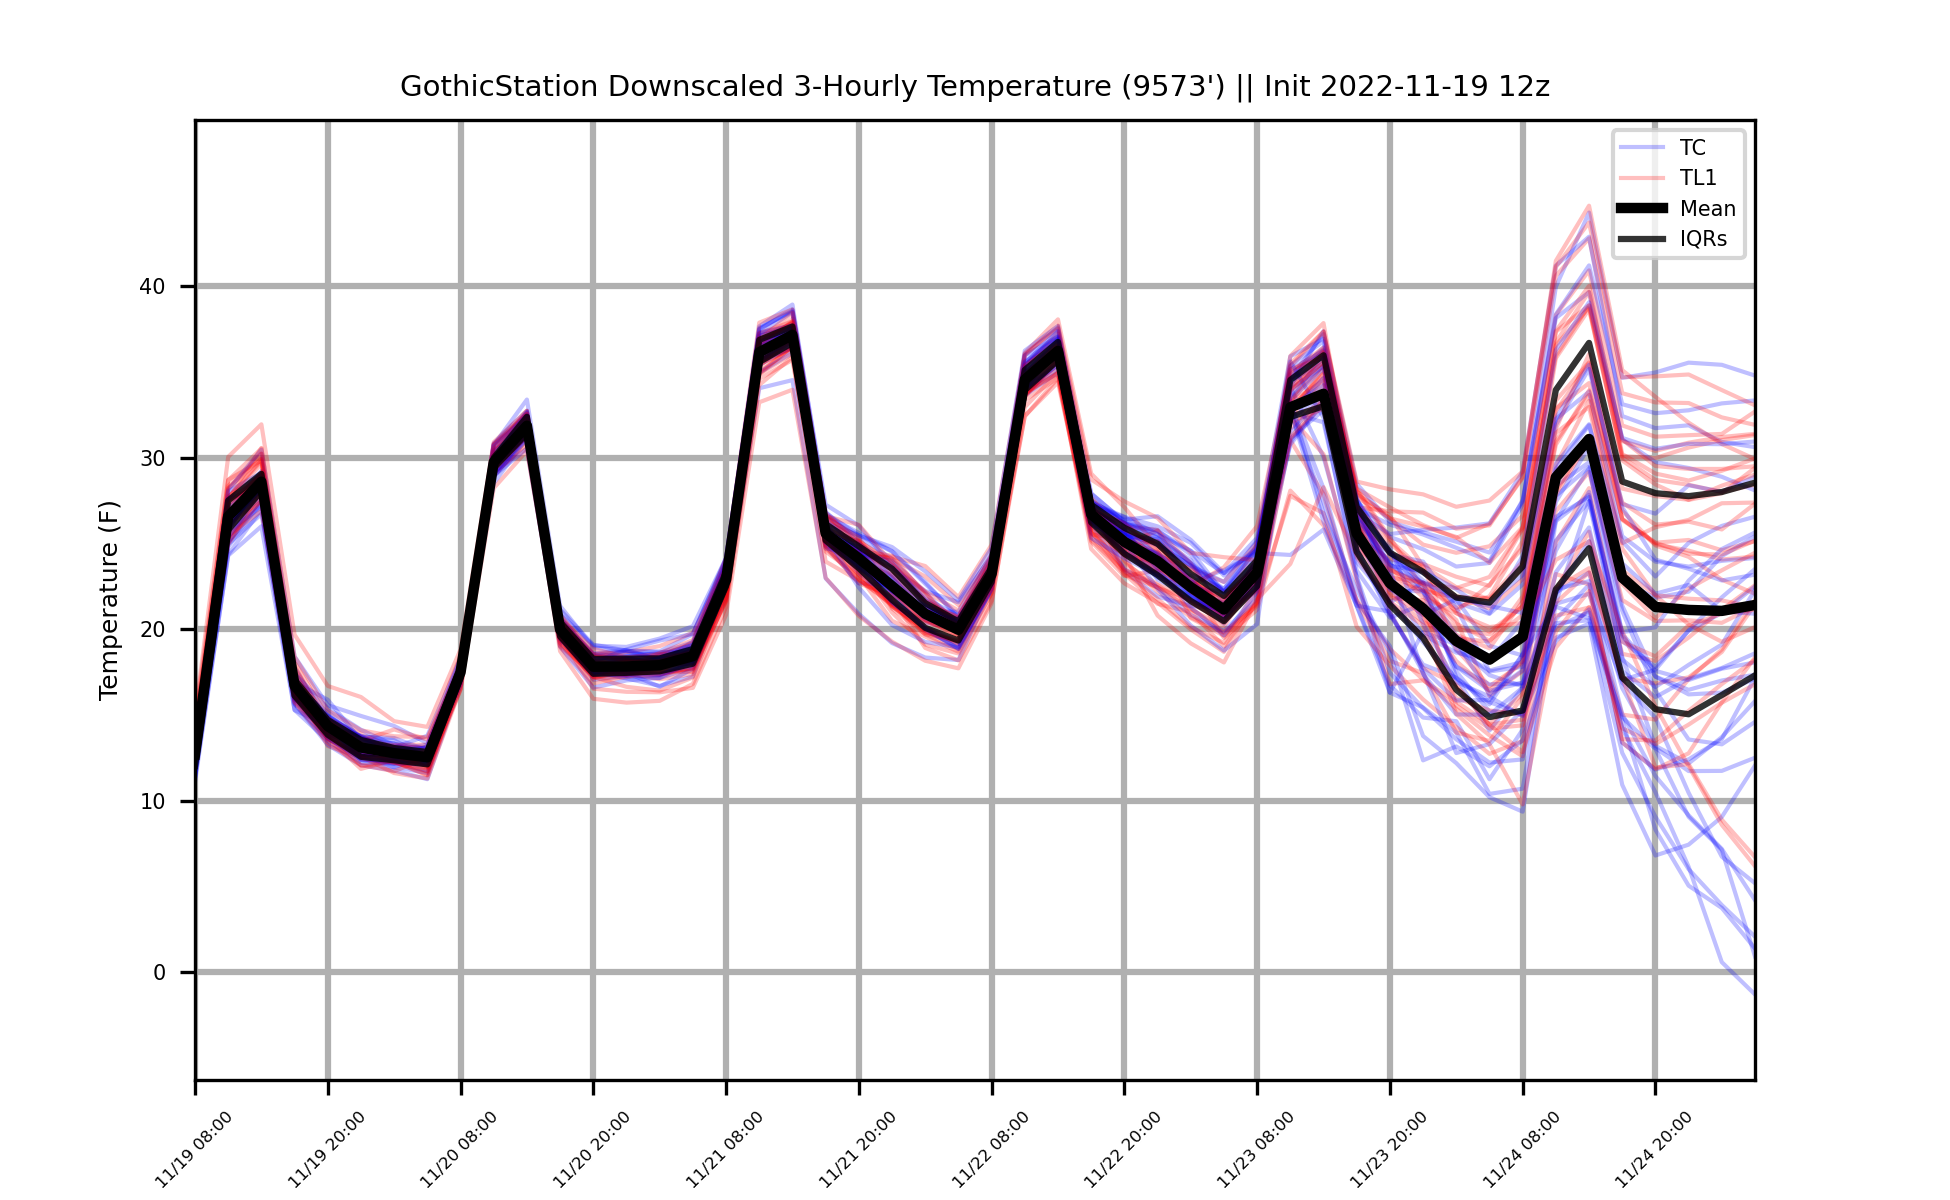 GothicStation Downscaled 3-Hourly Temperature (9573') || Init 2022-11-19 12z
TC
TL1
Mean
IQRs
Temperature (F)
40
30
20
10
0
11/19 08:00
11/19 20:00
11/20 08:00
11/20 20:00
11/21 08:00
11/21 20:00
11/22 08:00
11/22 20:00
11/23 08:00
11/23 20:00
11/24 08:00
11/24 20:00